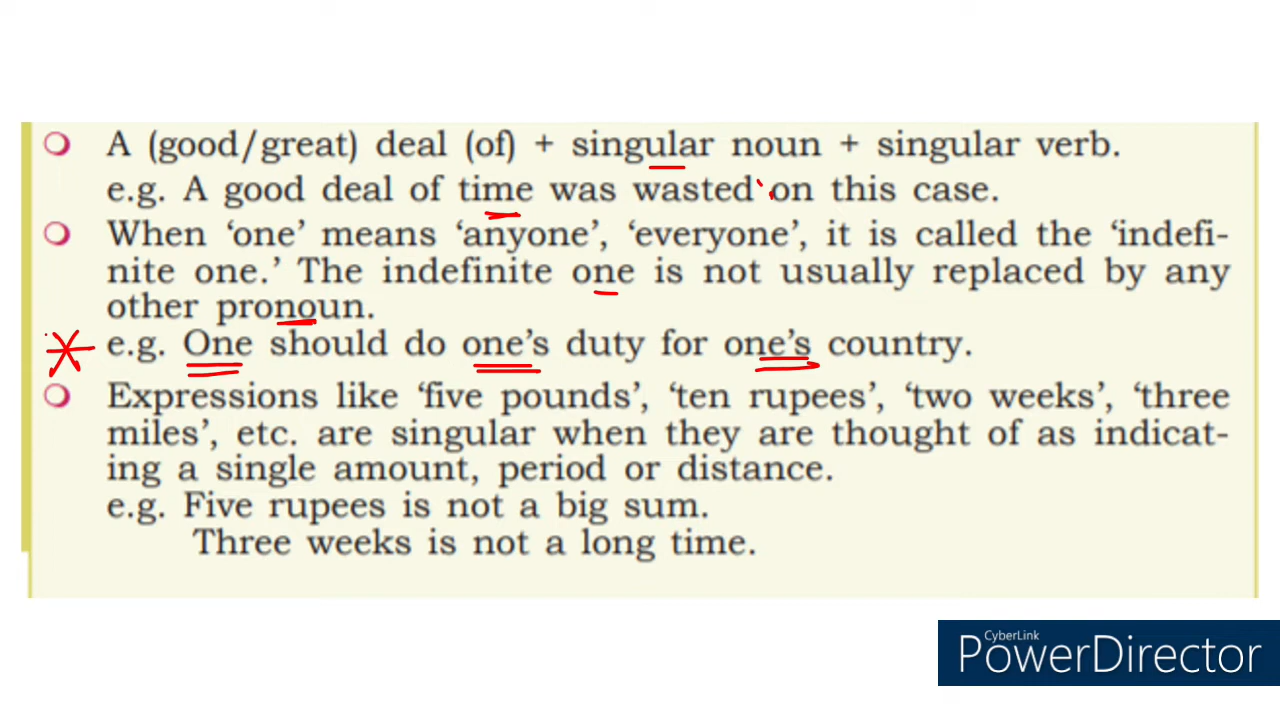 A (good/great) deal (of) + singular noun + singular verb.
e.g. A good deal of time was wasted on this case.
When ‘one’ means ‘anyone’, ‘everyone’, it is called the ‘indefi-
nite one.’ The indefinite one is not usually replaced by any
other pronoun.
e.g. One should do one’s duty for one’s country.
Expressions like ‘five pounds’, ‘ten rupees’, ‘two weeks’, ‘three
miles’, etc. are singular when they are thought of as indicat-
ing a single amount, period or distance.
e.g. Five rupees is not a big sum.
Three weeks is not a long time.
CyberLink
PowerDirector